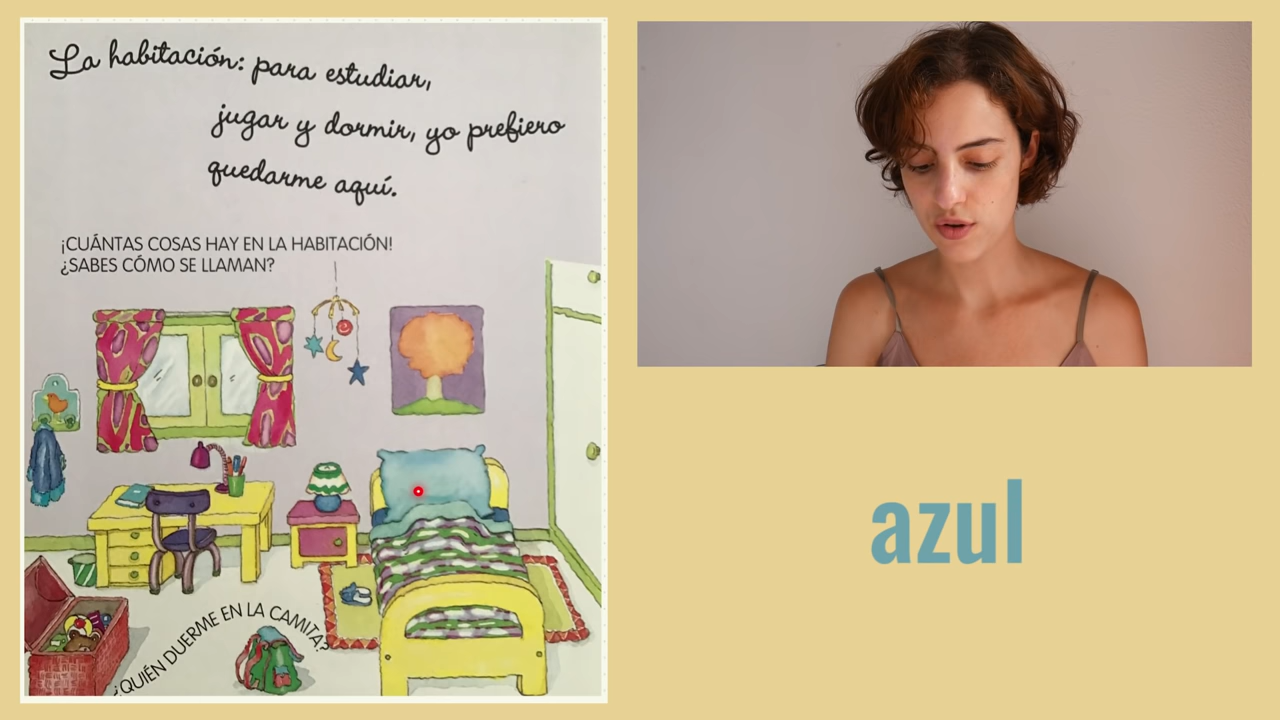 La habitación: para estudiar,
jugar y dormir, yo prefiero
quedarme aquí.
¡CUÁNTAS COSAS HAY EN LA HABITACIÓN!
¿SABES CÓMO SE LLAMAN?
¿QUIÉN DUERME EN LA CAMITA?
azul